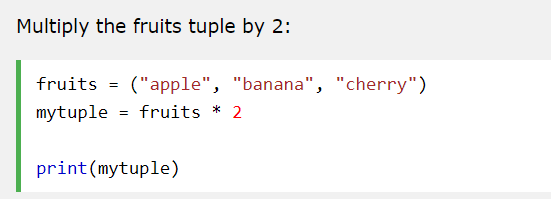 Multiply the fruits tuple by 2:
fruits = ("apple", "banana", "cherry")
mytuple = fruits * 2
print(mytuple)